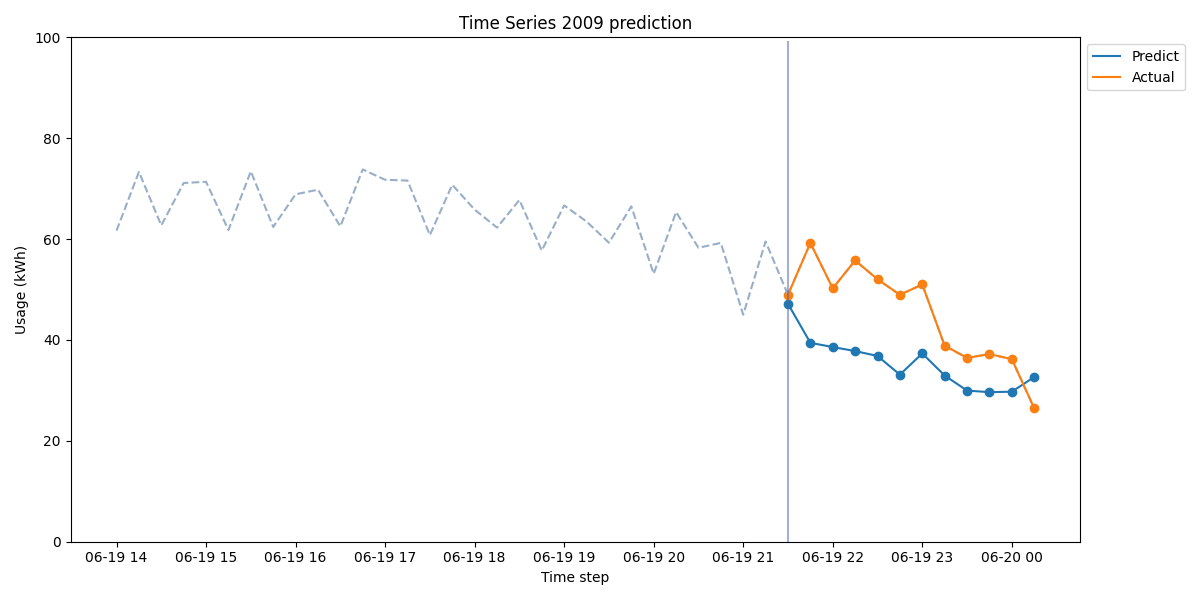 Time Series 2009 prediction
Predict
Actual
100
80
60
40
20
0
Usage (kWh)
06-19 14 06-19 15 06-19 16 06-19 17 06-19 18 06-19 19 06-19 20 06-19 21 06-19 22 06-19 23 06-20 00
Time step